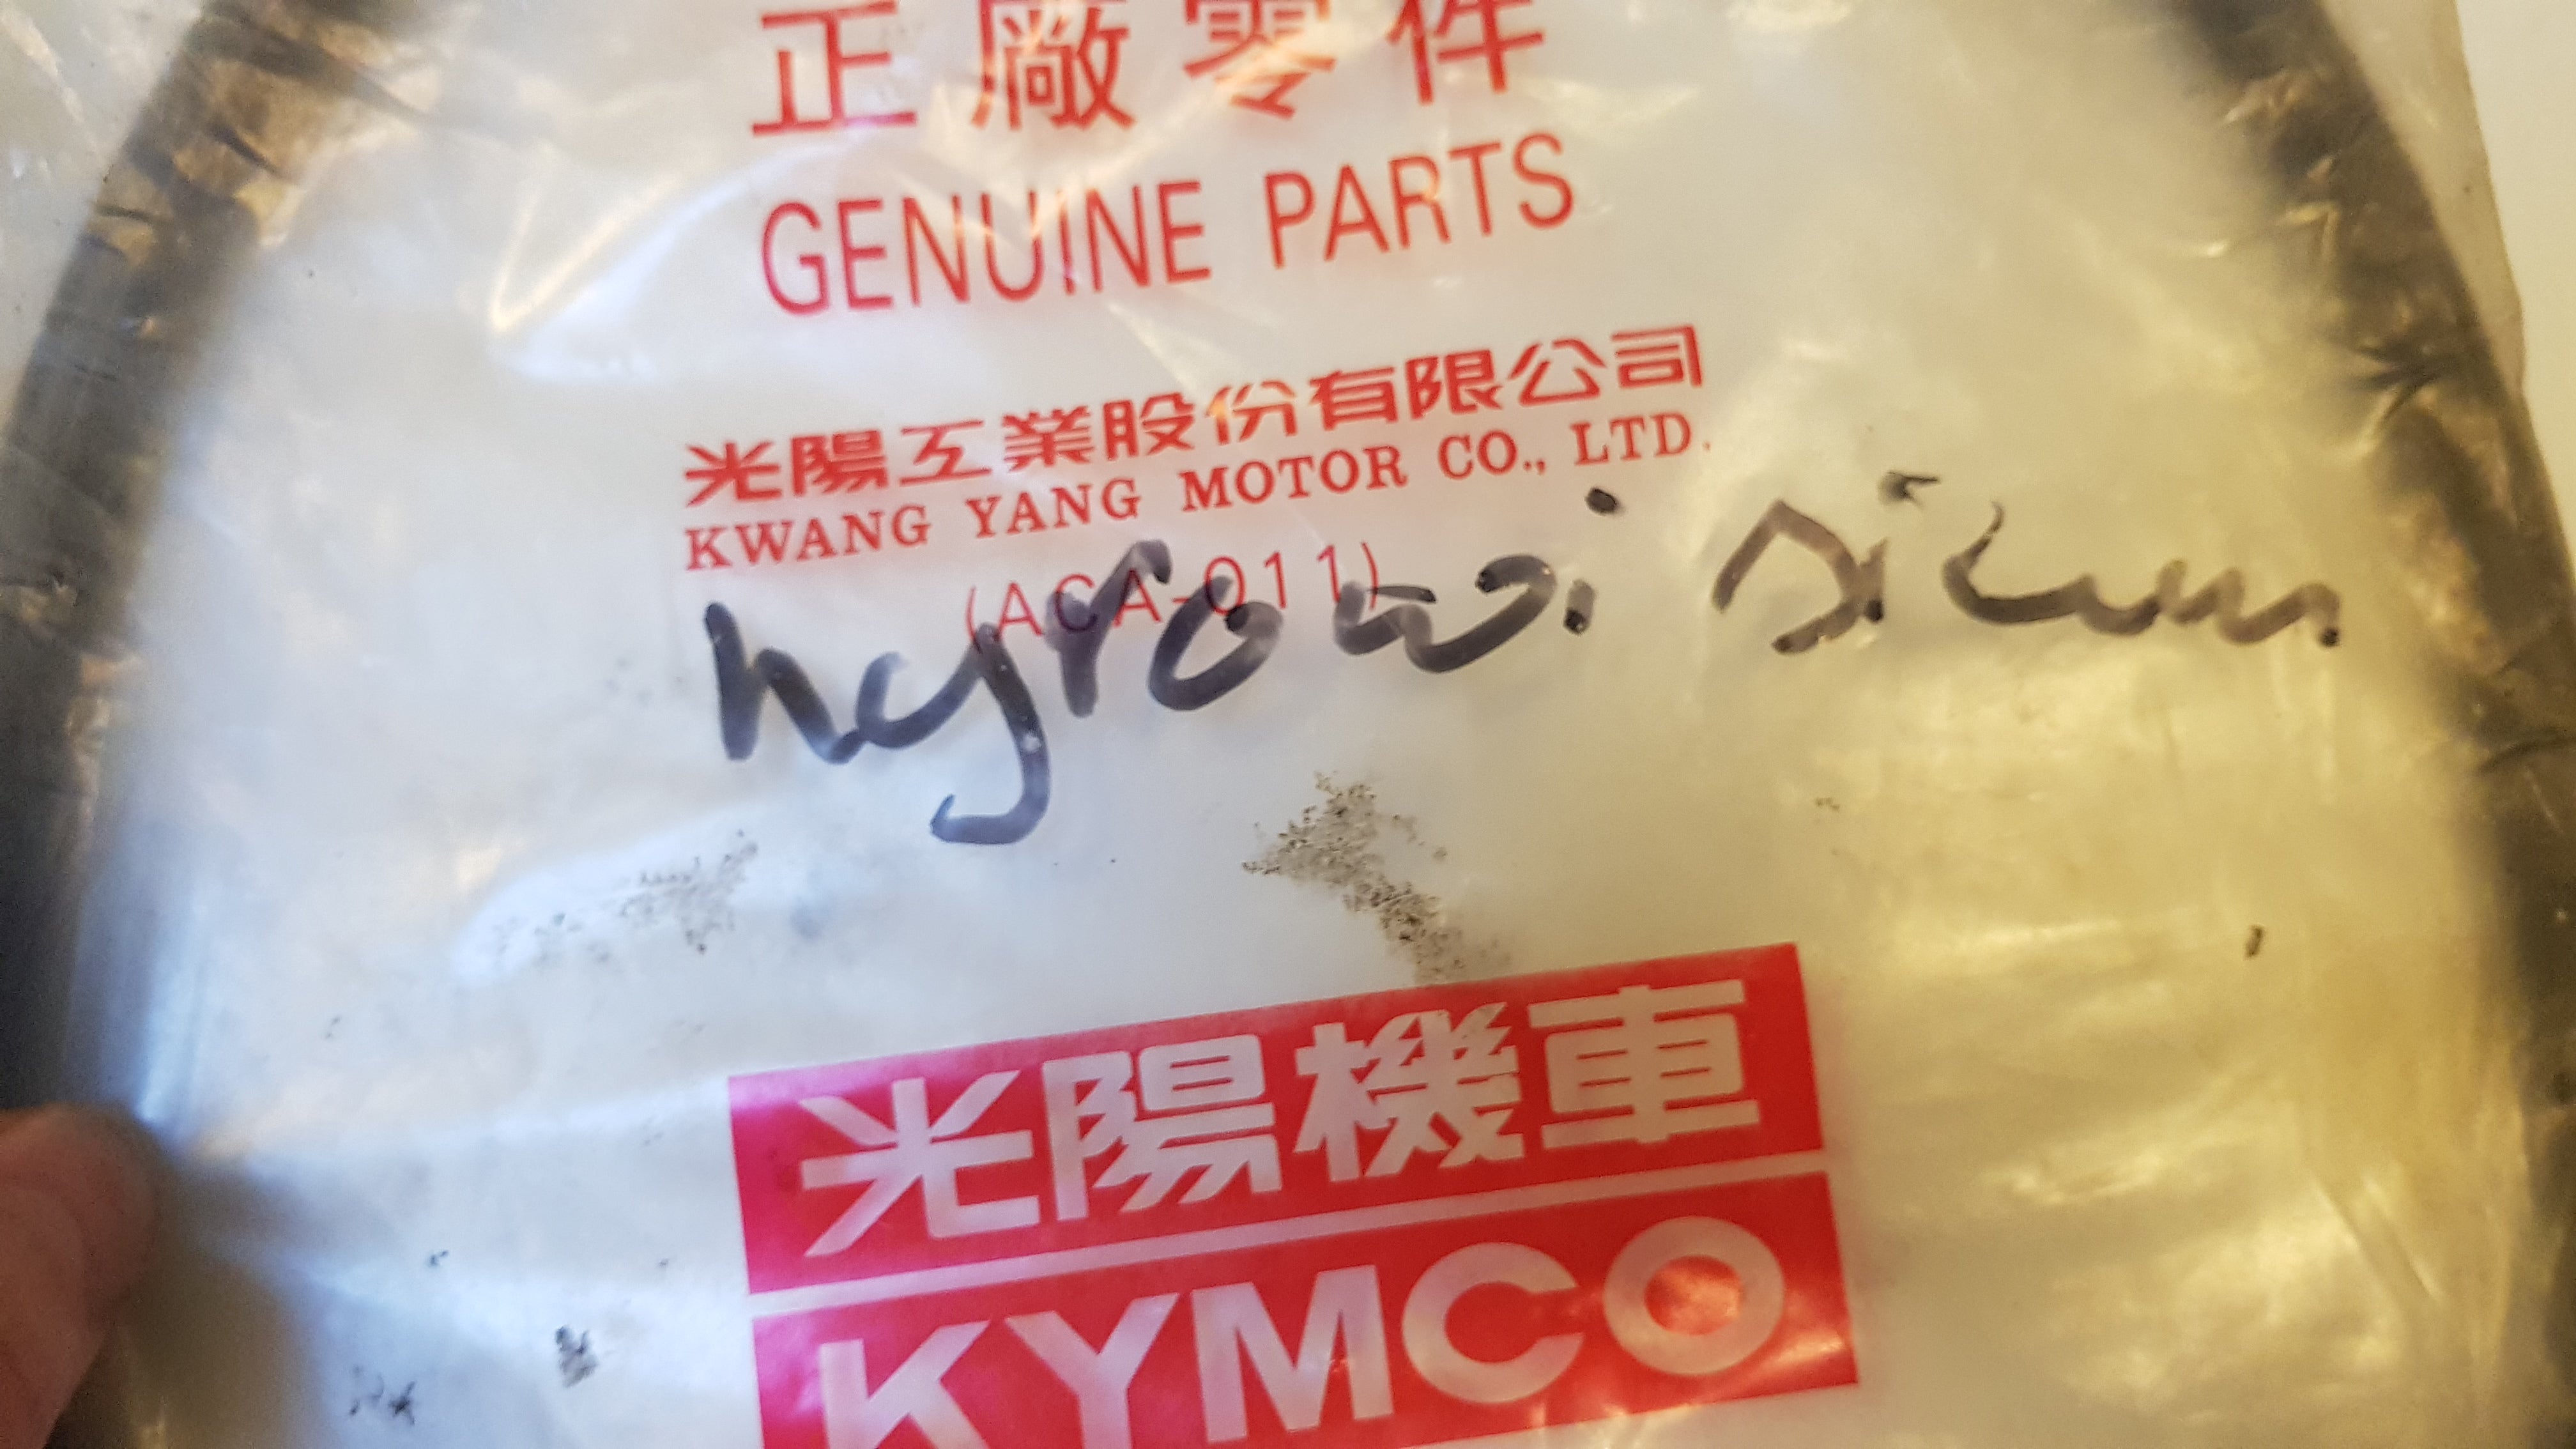 正廠零件
GENUINE PARTS
光陽工業股份有限公司
KWANG YANG MOTOR CO., LTD.
(ACA-011)
光陽機車
KYMCO